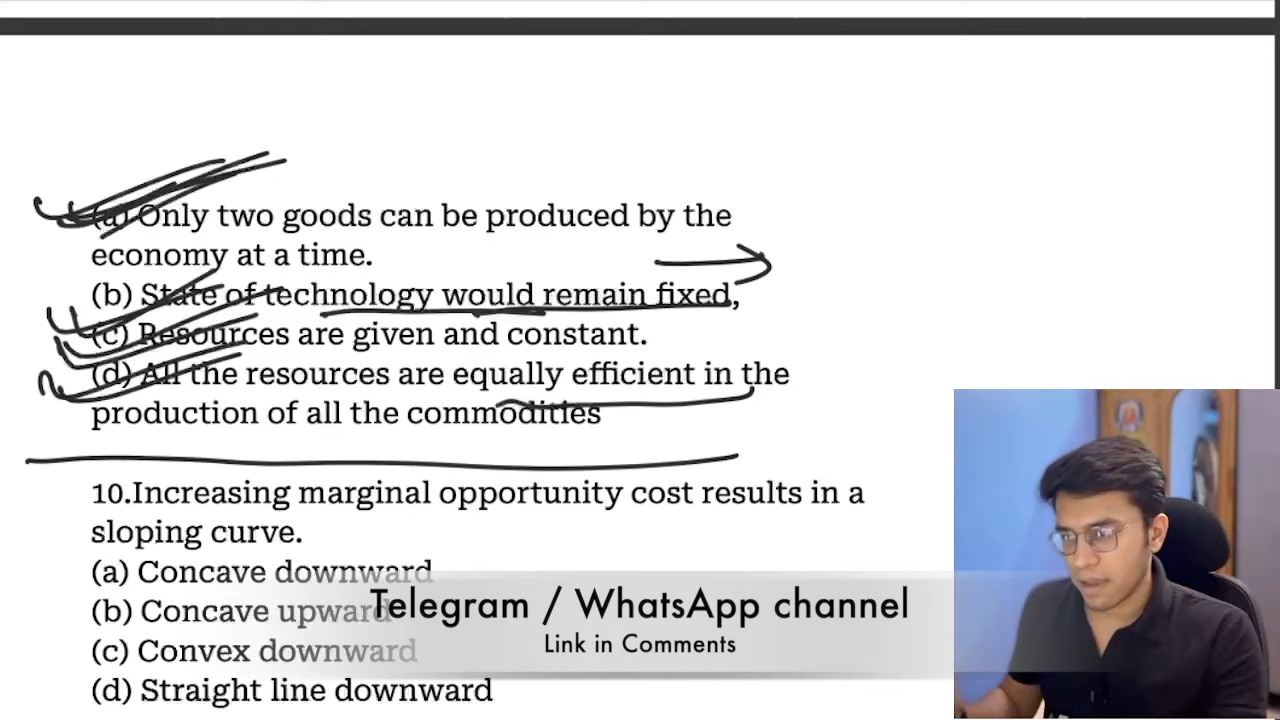 (a) Only two goods can be produced by the
economy at a time.
(b) State of technology would remain fixed,
(c) Resources are given and constant.
(d) All the resources are equally efficient in the
production of all the commodities
10.Increasing marginal opportunity cost results in a
sloping curve.
(a) Concave downward
(b) Concave upward
Telegram / WhatsApp channel
Link in Comments
(c) Convex downward
(d) Straight line downward